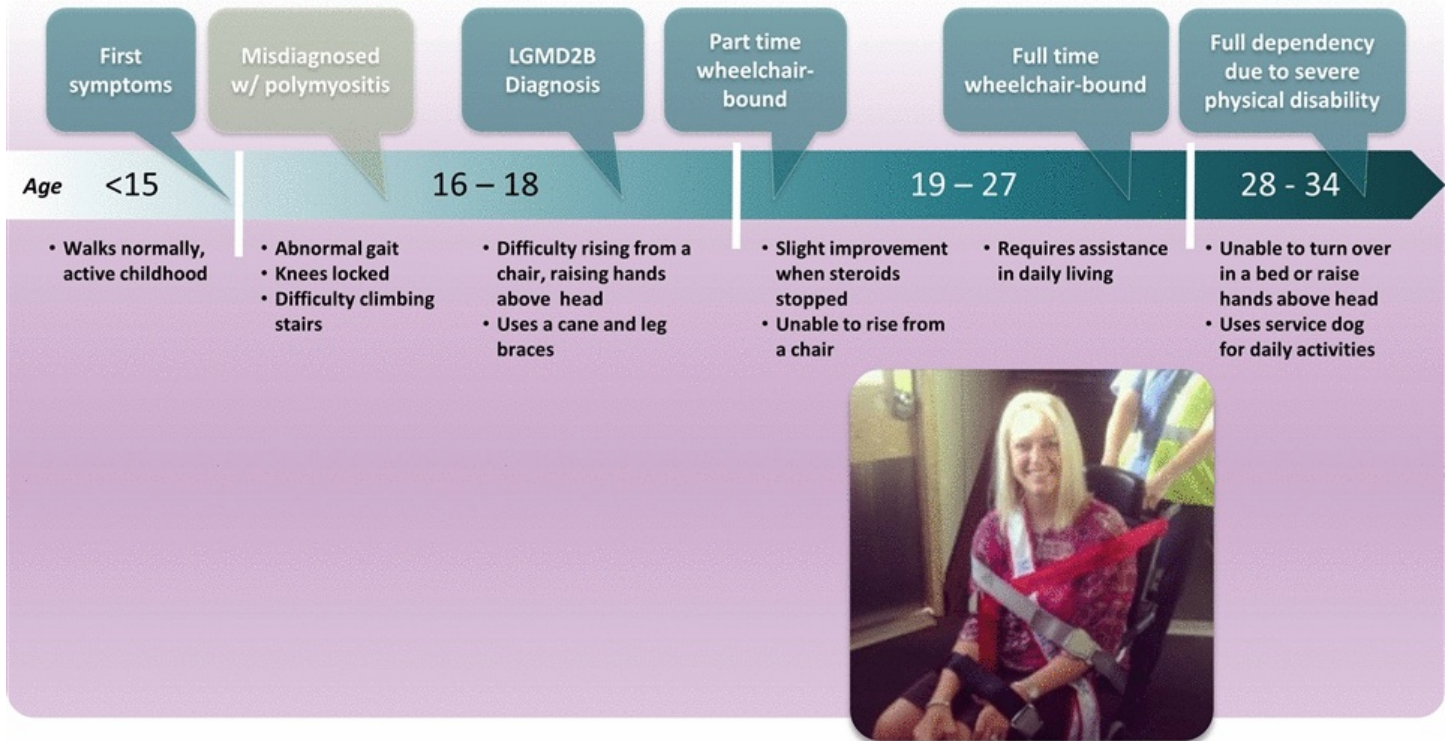 First
symptoms
Misdiagnosed
w/ polymyositis
LGMD2B
Diagnosis
Part time
wheelchair-
bound
Full time
wheelchair-bound
Full dependency
due to severe
physical disability
Age <15 16 – 18 19 – 27 28 - 34
• Walks normally,
active childhood
• Abnormal gait
• Knees locked
• Difficulty climbing
stairs
• Difficulty rising from a
chair, raising hands
above head
• Uses a cane and leg
braces
• Slight improvement
when steroids
stopped
• Unable to rise from
a chair
• Requires assistance
in daily living
• Unable to turn over
in a bed or raise
hands above head
• Uses service dog
for daily activities